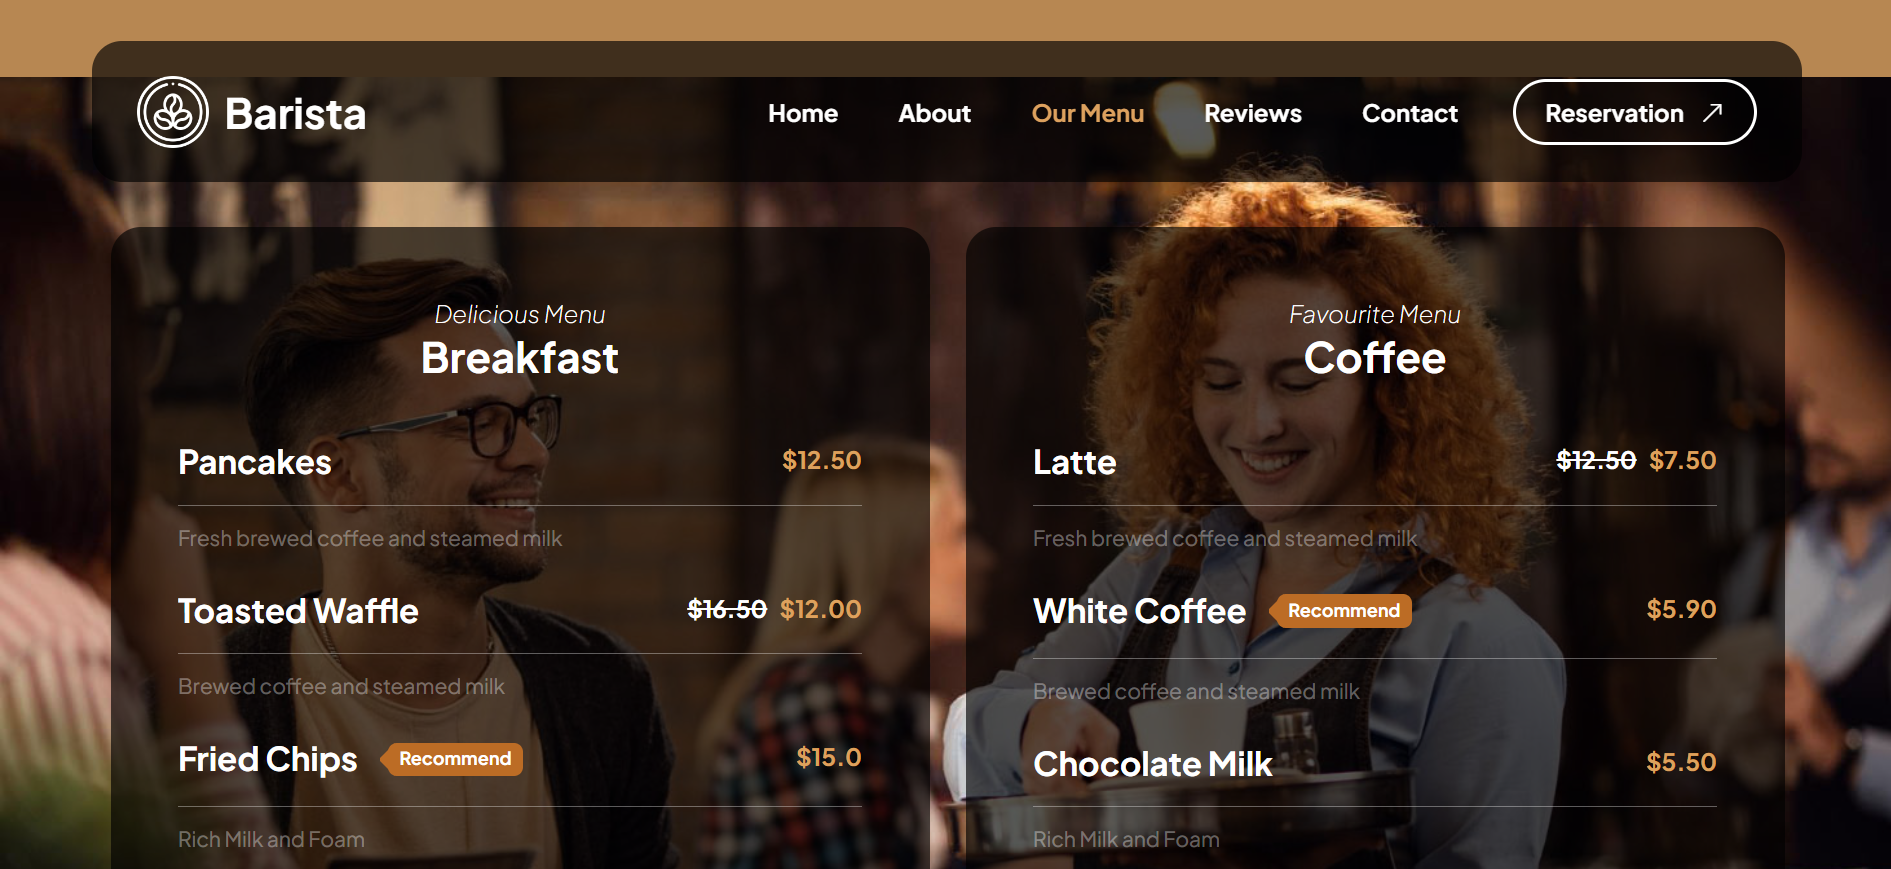 Barista
Home About Our Menu Reviews Contact Reservation
Delicious Menu
Breakfast
Pancakes $12.50
Fresh brewed coffee and steamed milk
Toasted Waffle $16.50 $12.00
Brewed coffee and steamed milk
Fried Chips Recommend $15.0
Rich Milk and Foam
Favourite Menu
Coffee
Latte $12.50 $7.50
Fresh brewed coffee and steamed milk
White Coffee Recommend $5.90
Brewed coffee and steamed milk
Chocolate Milk $5.50
Rich Milk and Foam